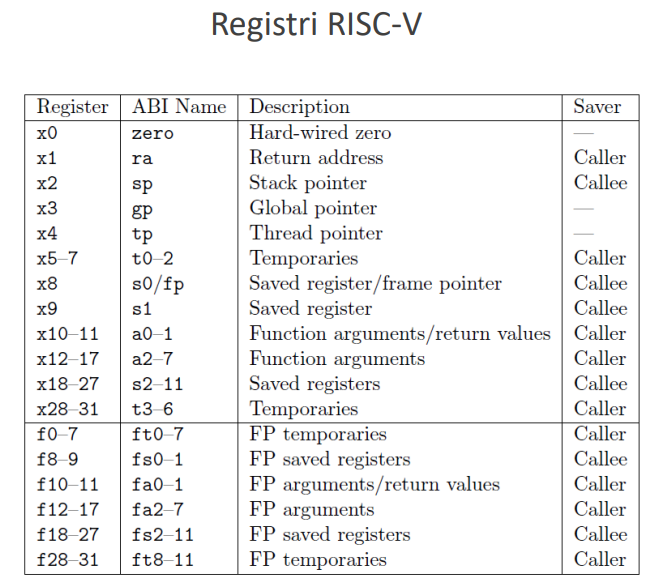 Registri RISC-V
Register ABI Name Description Saver
x0 zero Hard-wired zero —
x1 ra Return address Caller
x2 sp Stack pointer Callee
x3 gp Global pointer —
x4 tp Thread pointer —
x5–7 t0–2 Temporaries Caller
x8 s0/fp Saved register/frame pointer Callee
x9 s1 Saved register Callee
x10–11 a0–1 Function arguments/return values Caller
x12–17 a2–7 Function arguments Caller
x18–27 s2–11 Saved registers Callee
x28–31 t3–6 Temporaries Caller
f0–7 ft0–7 FP temporaries Caller
f8–9 fs0–1 FP saved registers Callee
f10–11 fa0–1 FP arguments/return values Caller
f12–17 fa2–7 FP arguments Caller
f18–27 fs2–11 FP saved registers Callee
f28–31 ft8–11 FP temporaries Caller